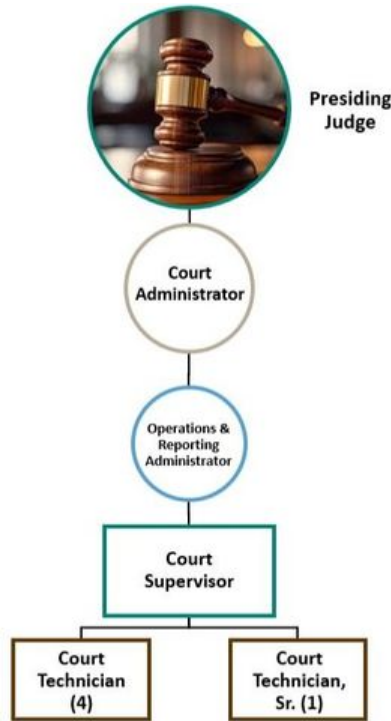 Presiding
Judge
Court
Administrator
Operations &
Reporting
Administrator
Court
Supervisor
Court
Technician
(4)
Court
Technician,
Sr. (1)